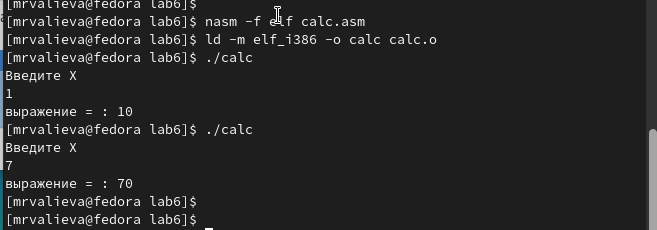 [mrvalieva@fedora lab6]$
[mrvalieva@fedora lab6]$ nasm -f elf calc.asm
[mrvalieva@fedora lab6]$ ld -m elf_i386 -o calc calc.o
[mrvalieva@fedora lab6]$ ./calc
Введите X
1
выражение = : 10
[mrvalieva@fedora lab6]$ ./calc
Введите X
7
выражение = : 70
[mrvalieva@fedora lab6]$
[mrvalieva@fedora lab6]$